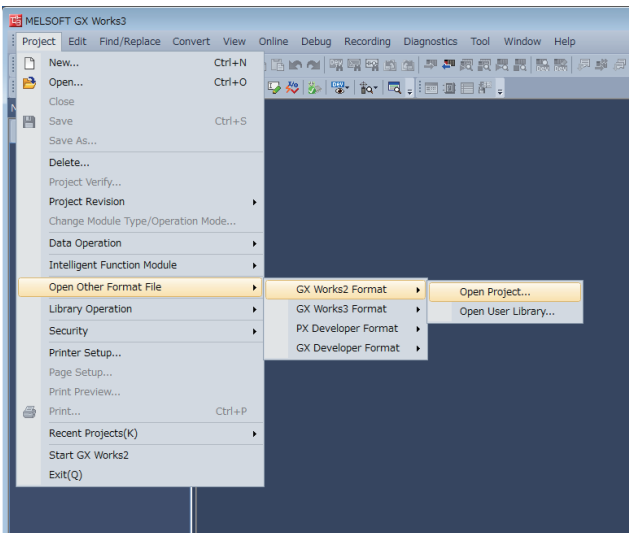 MELSOFT GX Works3
Project Edit Find/Replace Convert View Online Debug Recording Diagnostics Tool Window Help
New... Ctrl+N
Open... Ctrl+O
Close
Save Ctrl+S
Save As...
Delete...
Project Verify...
Project Revision
Change Module Type/Operation Mode...
Data Operation
Intelligent Function Module
Open Other Format File
Library Operation
Security
Printer Setup...
Page Setup...
Print Preview...
Print... Ctrl+P
Recent Projects(K)
Start GX Works2
Exit(Q)
GX Works2 Format
GX Works3 Format
PX Developer Format
GX Developer Format
Open Project...
Open User Library...